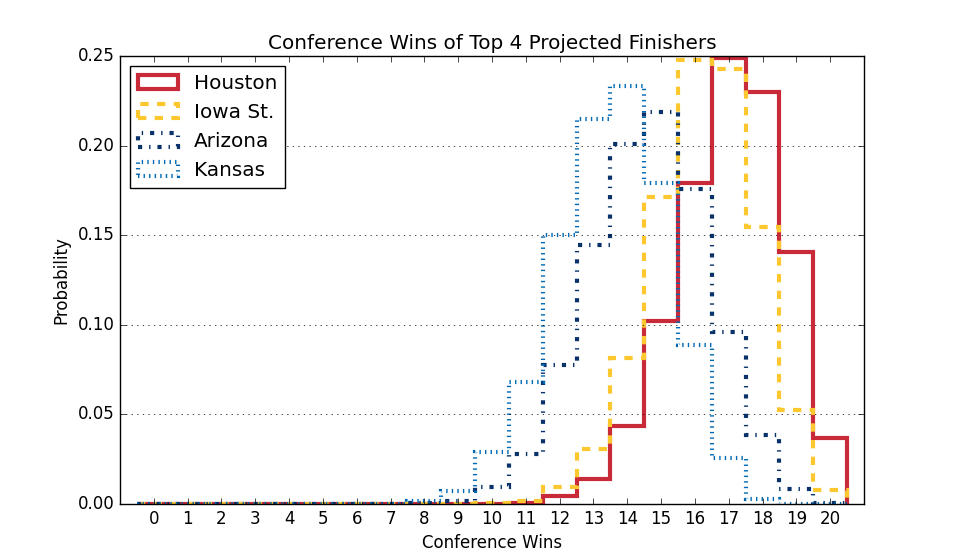 Conference Wins of Top 4 Projected Finishers
0.25
0.20
0.15
0.10
0.05
0.00
Probability
Houston
Iowa St.
Arizona
Kansas
0 1 2 3 4 5 6 7 8 9 10 11 12 13 14 15 16 17 18 19 20
Conference Wins